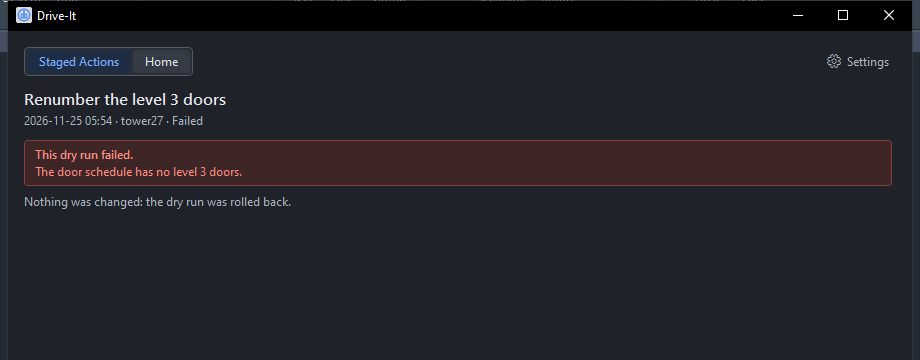 Drive-It
Staged Actions Home Settings
Renumber the level 3 doors
2026-11-25 05:54 · tower27 · Failed
This dry run failed.
The door schedule has no level 3 doors.
Nothing was changed: the dry run was rolled back.